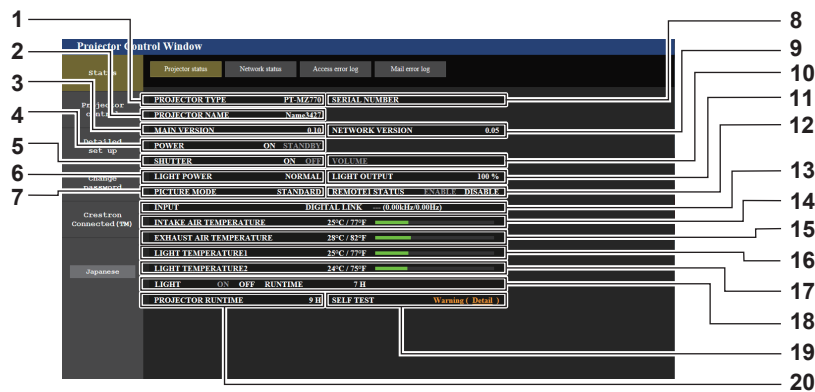 1
2
3
4
5
6
7
8
9
10
11
12
13
14
15
16
17
18
19
20
Projector Control Window
Status
Projector control
Detailed set up
Change password
Crestron Connected(TM)
Japanese
Projector status Network status Access error log Mail error log
PROJECTOR TYPE PT-MZ770 SERIAL NUMBER
PROJECTOR NAME Name3427
MAIN VERSION 0.10 NETWORK VERSION 0.05
POWER ON STANDBY
SHUTTER ON OFF VOLUME
LIGHT POWER NORMAL LIGHT OUTPUT 100 %
PICTURE MODE STANDARD REMOTE1 STATUS ENABLE DISABLE
INPUT DIGITAL LINK --- (0.00kHz/0.00Hz)
INTAKE AIR TEMPERATURE 25°C / 77°F
EXHAUST AIR TEMPERATURE 28°C / 82°F
LIGHT TEMPERATURE1 25°C / 77°F
LIGHT TEMPERATURE2 24°C / 75°F
LIGHT ON OFF RUNTIME 7 H
PROJECTOR RUNTIME 9 H SELF TEST Warning ( Detail )